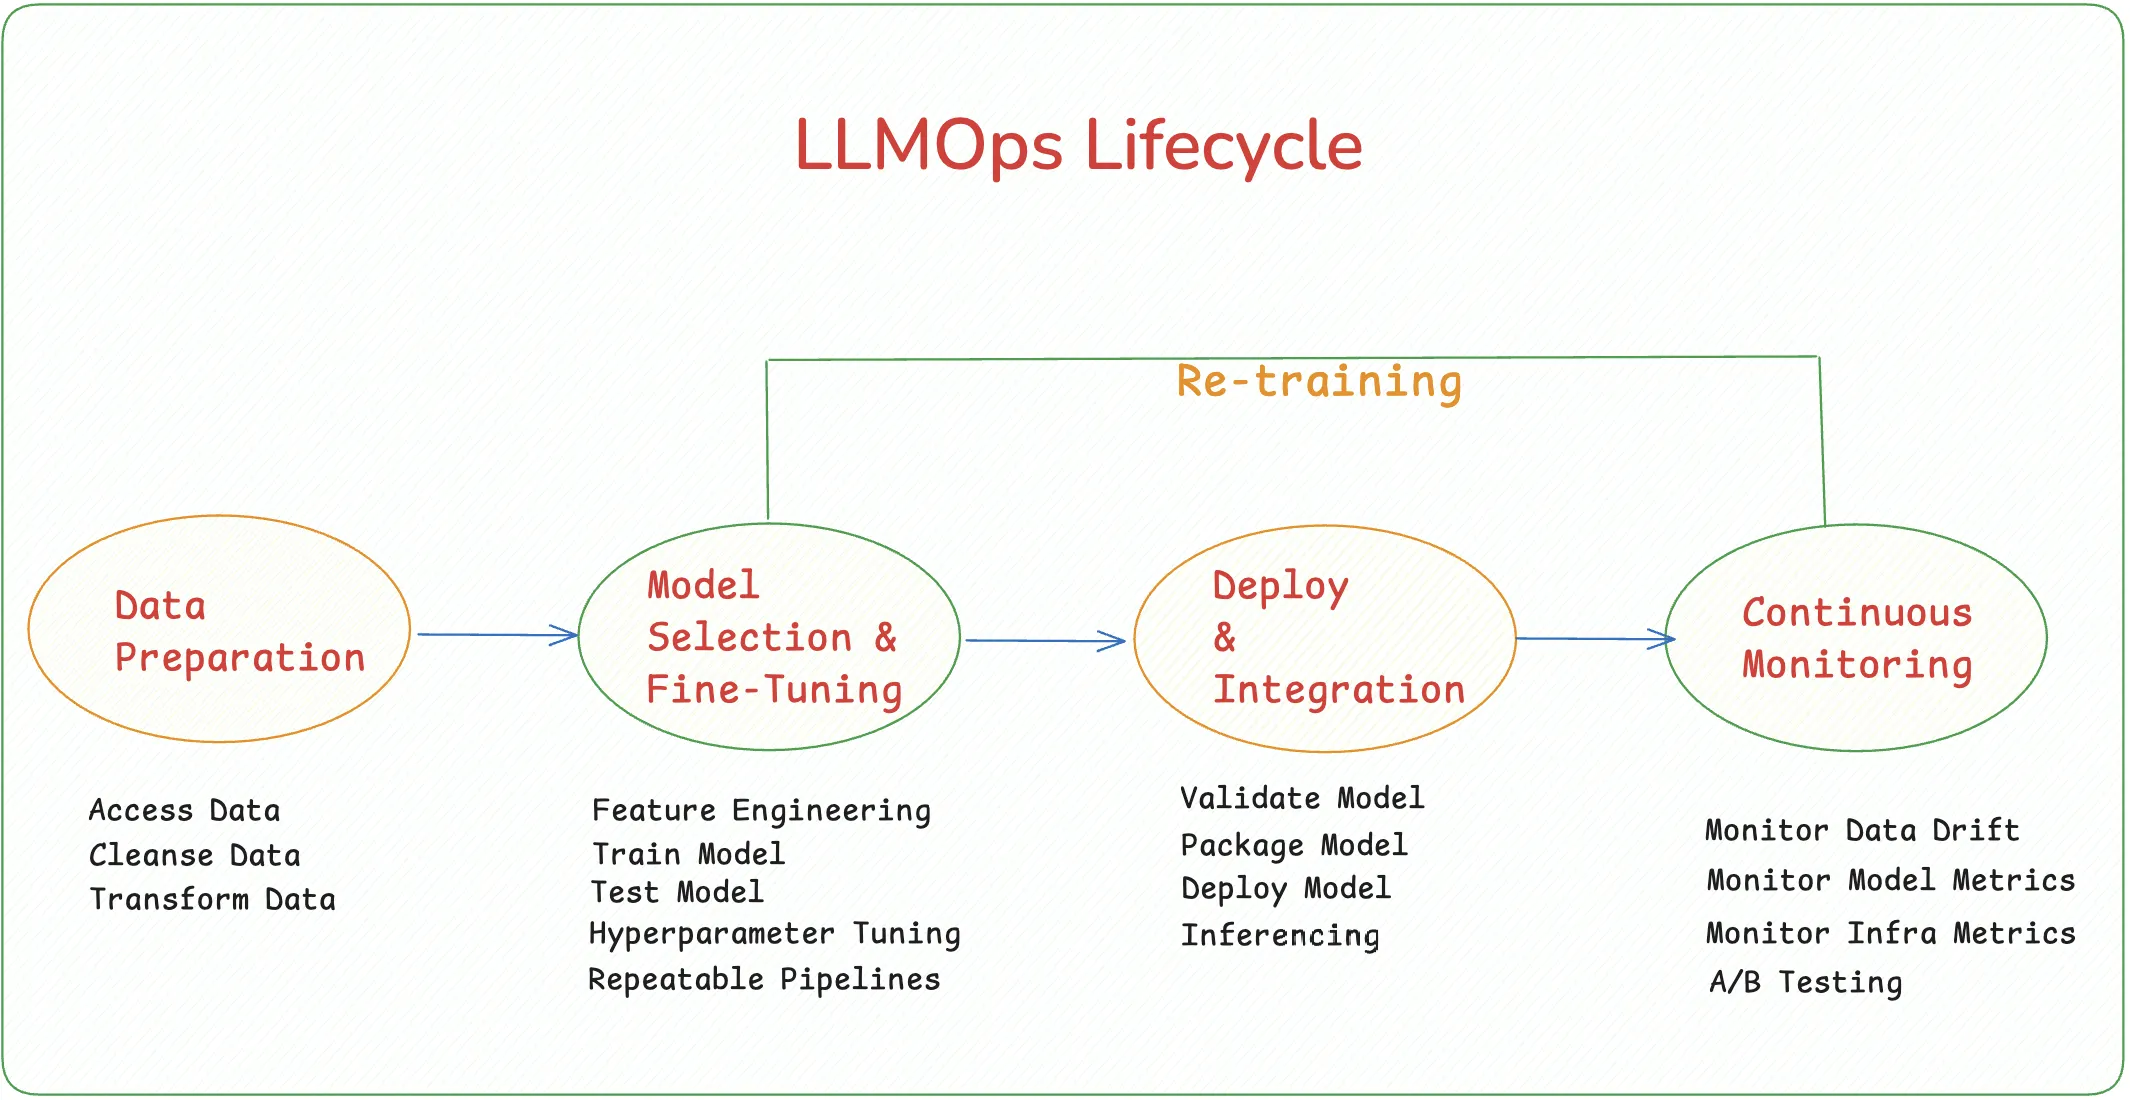 LLMOps Lifecycle
Re-training
Data
Preparation
Model
Selection &
Fine-Tuning
Deploy
&
Integration
Continuous
Monitoring
Access Data
Cleanse Data
Transform Data
Feature Engineering
Train Model
Test Model
Hyperparameter Tuning
Repeatable Pipelines
Validate Model
Package Model
Deploy Model
Inferencing
Monitor Data Drift
Monitor Model Metrics
Monitor Infra Metrics
A/B Testing